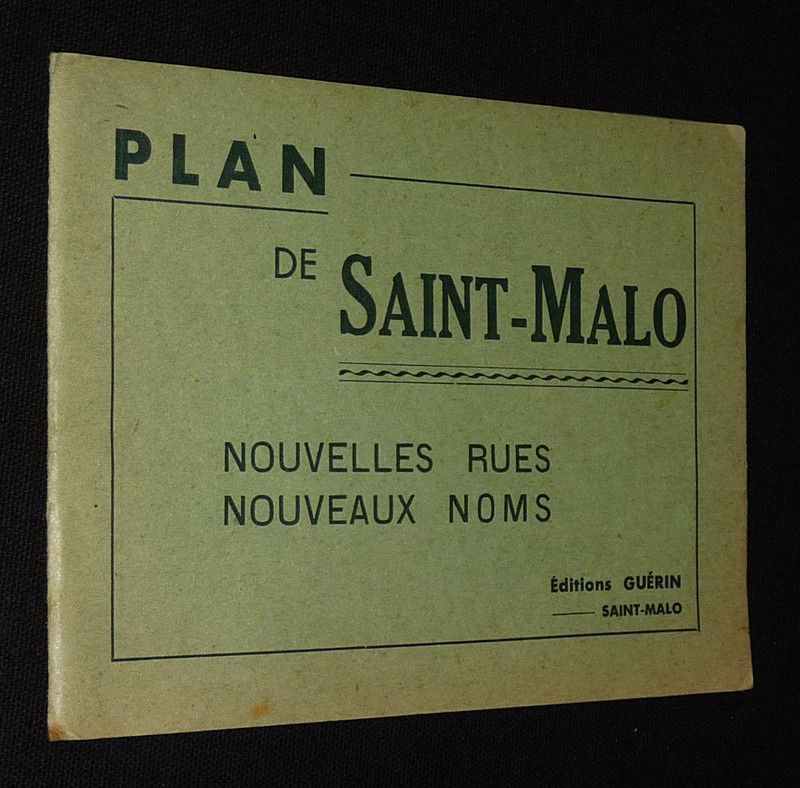 PLAN
DE SAINT-MALO
NOUVELLES RUES
NOUVEAUX NOMS
Éditions GUÉRIN
SAINT-MALO